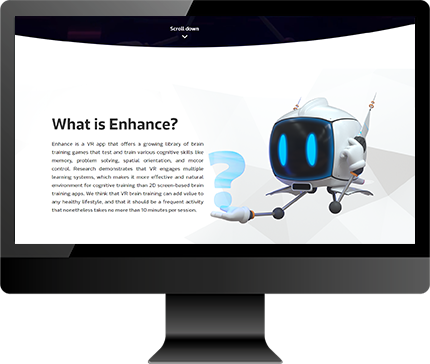 Scroll down
What is Enhance?
Enhance is a VR app that offers a growing library of brain
training games that test and train various cognitive skills like
memory, problem solving, spatial orientation, and motor
control. Research demonstrates that VR engages multiple
learning systems, which makes it more effective and natural
environment for cognitive training than 2D screen-based brain
training apps. We think that VR brain training can add value to
any healthy lifestyle, and that it should be a frequent activity
that nonetheless takes no more than 10 minutes per session.
?